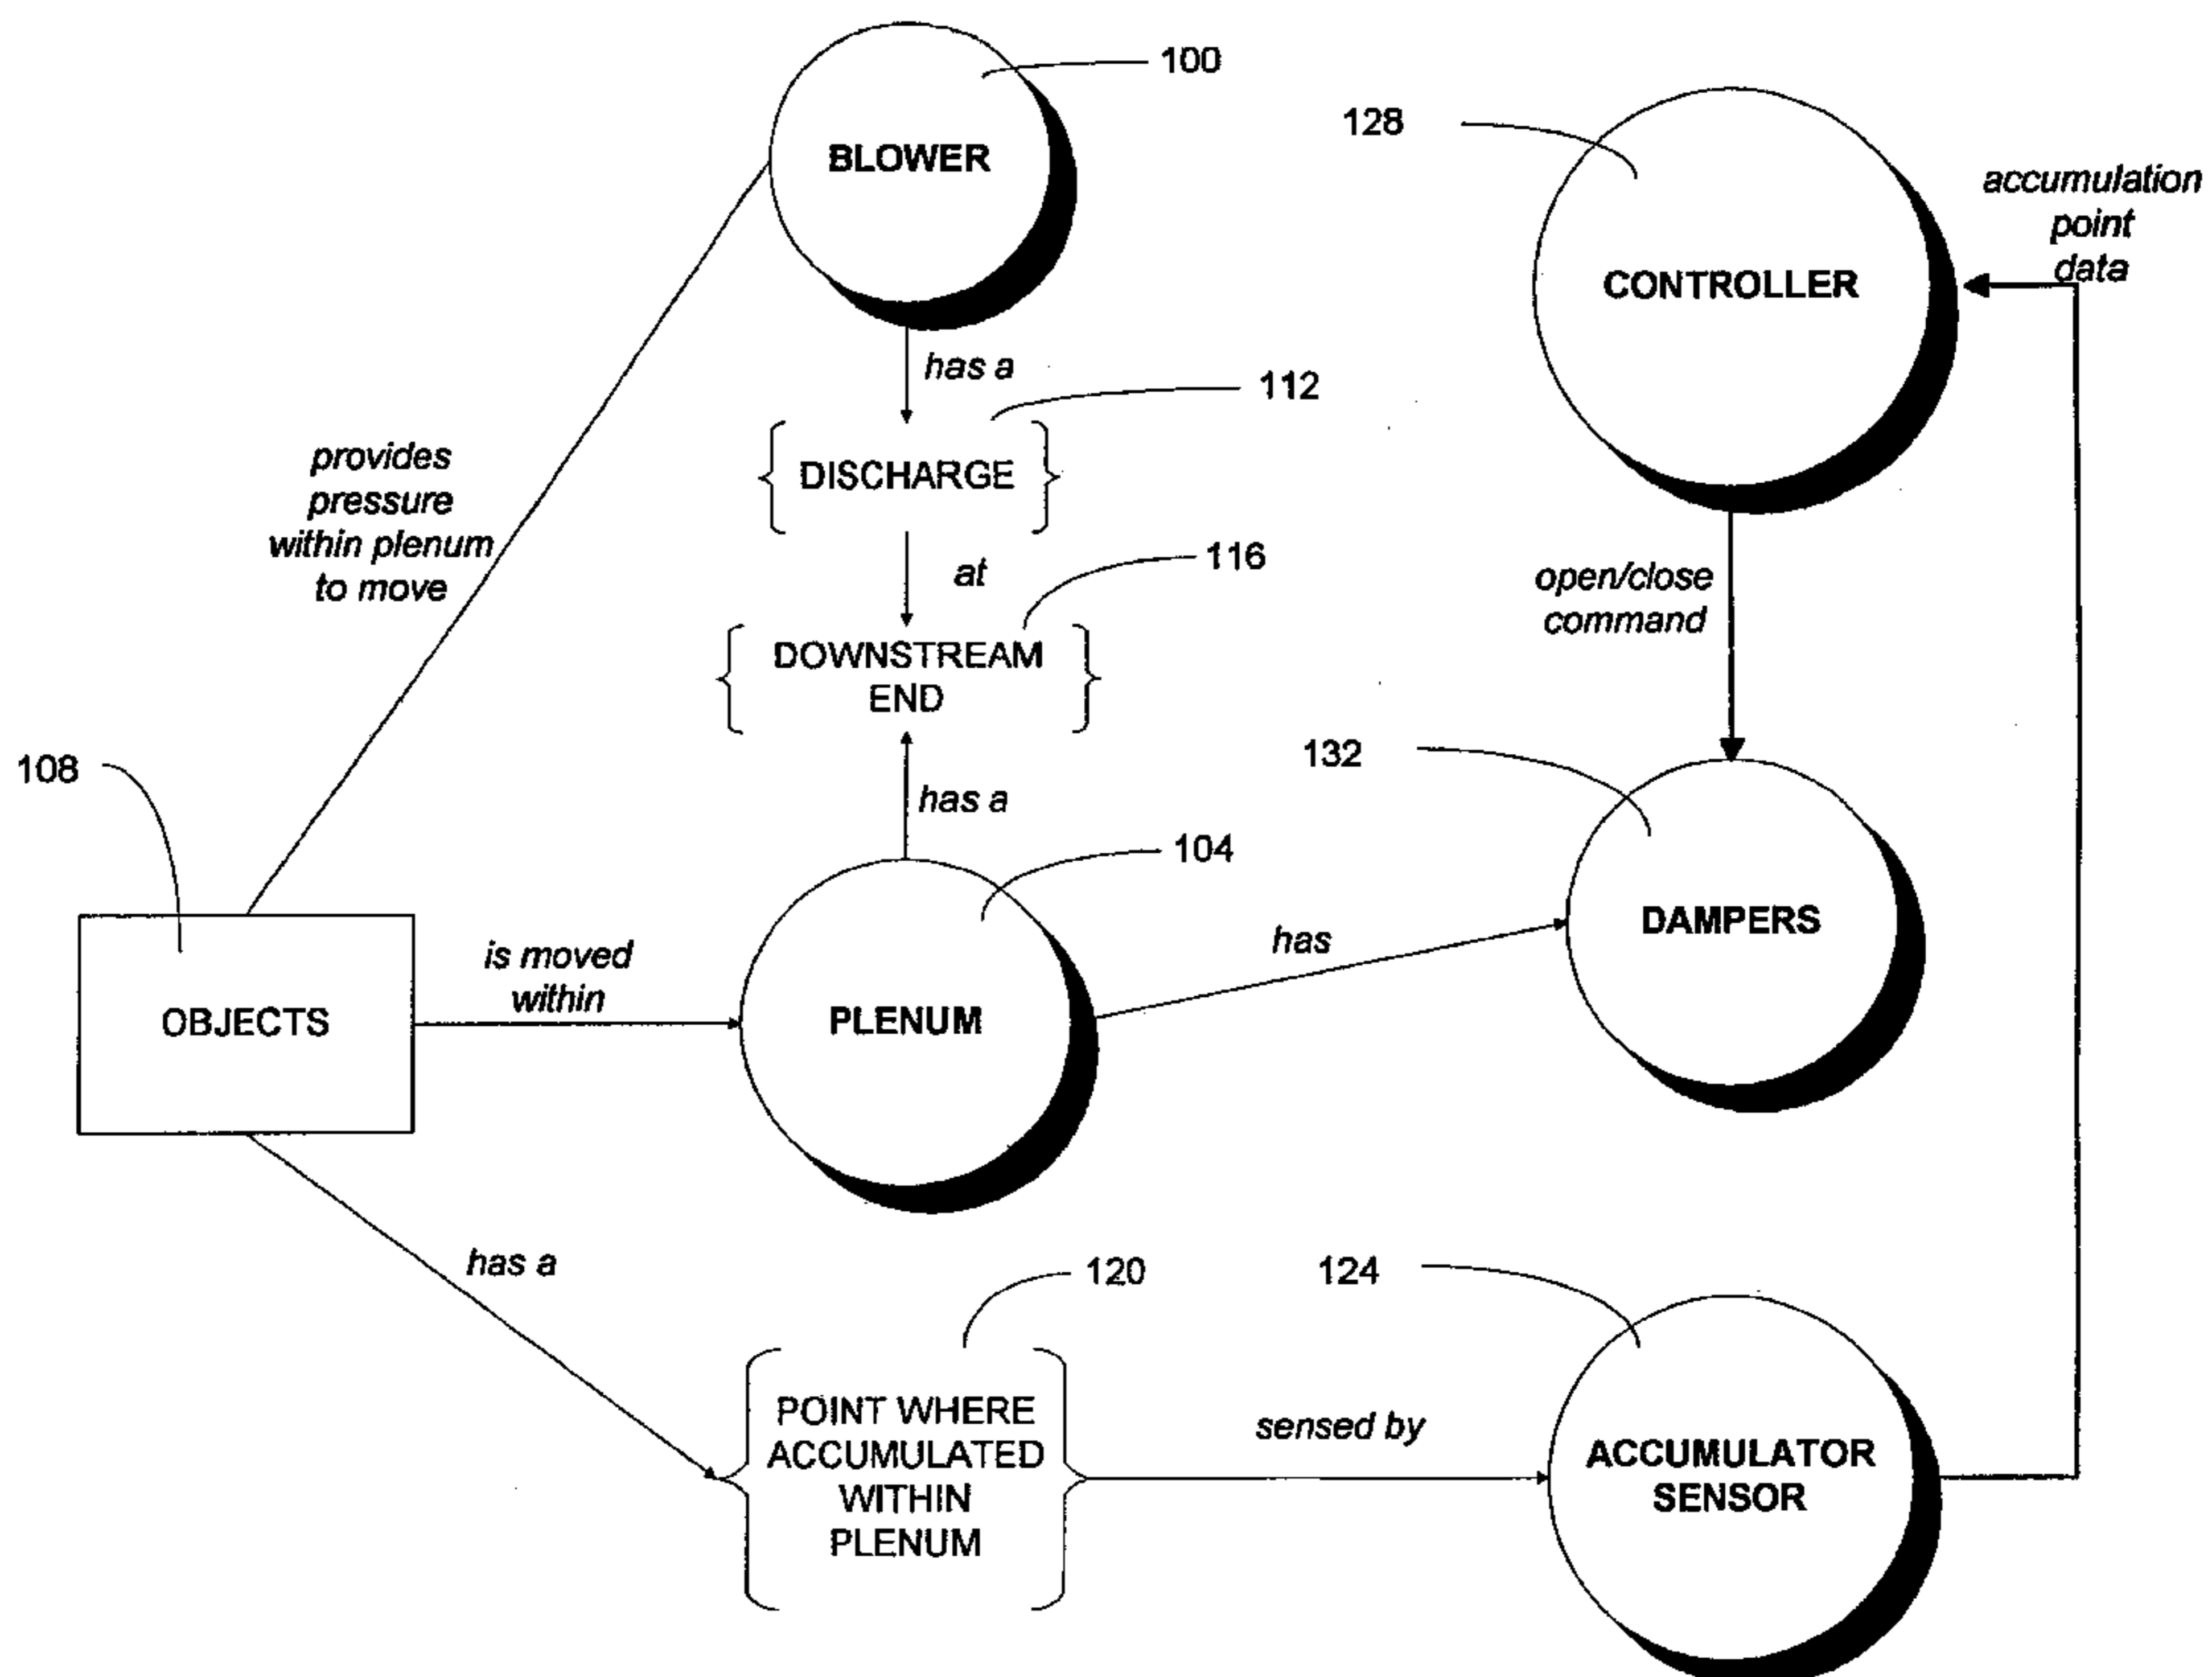 100
BLOWER
128
CONTROLLER
accumulation
point
data
has a
112
DISCHARGE
provides
pressure
within plenum
to move
at
116
DOWNSTREAM
END
open/close
command
108
has a
132
104
DAMPERS
has
is moved
within
OBJECTS
PLENUM
has a
120
124
POINT WHERE
ACCUMULATED
WITHIN
PLENUM
sensed by
ACCUMULATOR
SENSOR